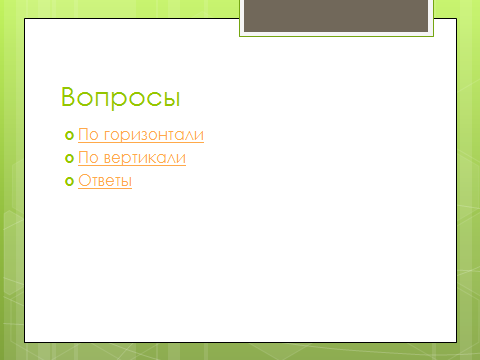 Вопросы
По горизонтали
По вертикали
Ответы